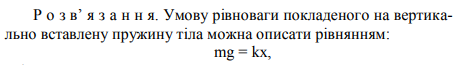 Р о з в’ я з а н н я. Умову рівноваги покладеного на вертика-
льно вставлену пружину тіла можна описати рівнянням:
mg = kx,